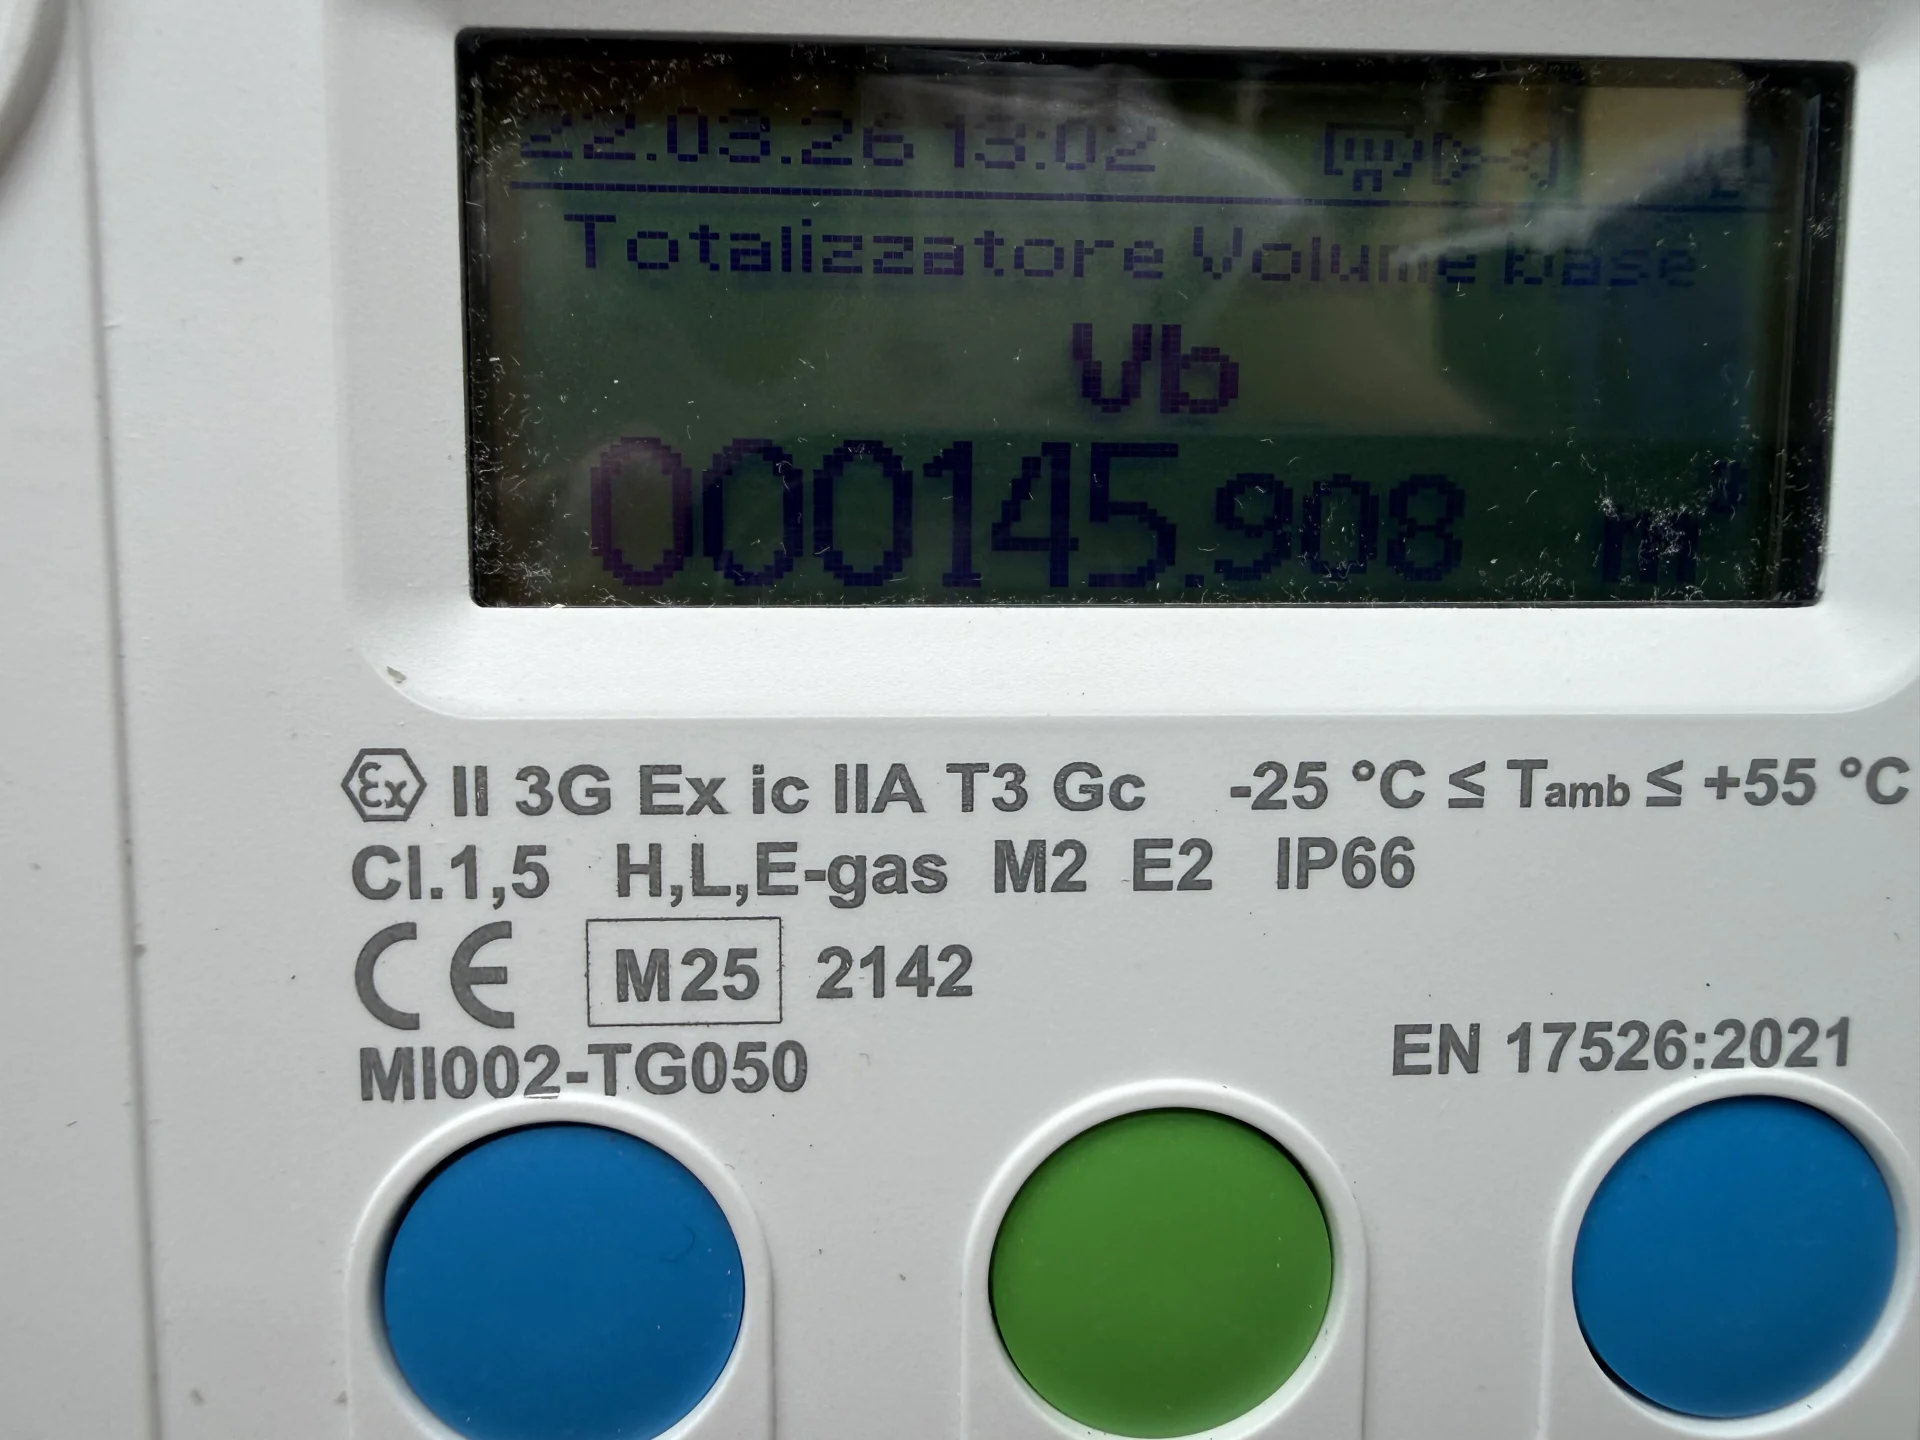 22.03.26 13:02
Totalizzatore Volume base
Vb
000145.908 m³
Ex II 3G Ex ic IIA T3 Gc -25 °C ≤ Tamb ≤ +55 °C
Cl.1,5 H,L,E-gas M2 E2 IP66
CE M25 2142
MI002-TG050
EN 17526:2021